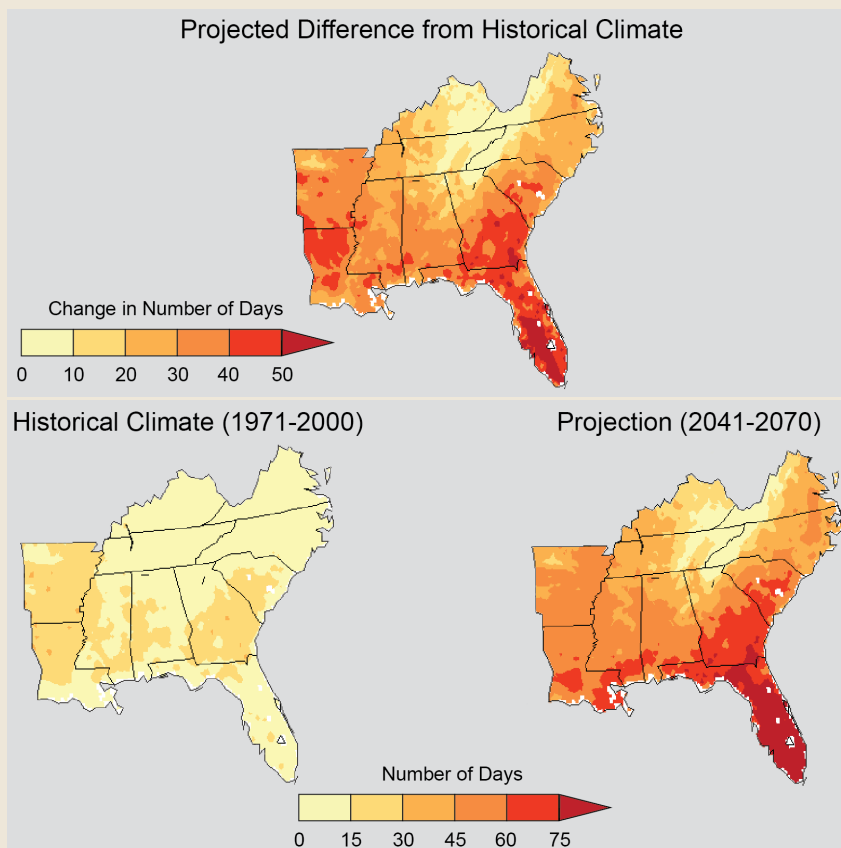 Projected Difference from Historical Climate
Change in Number of Days
0 10 20 30 40 50
Historical Climate (1971-2000)
Projection (2041-2070)
Number of Days
0 15 30 45 60 75